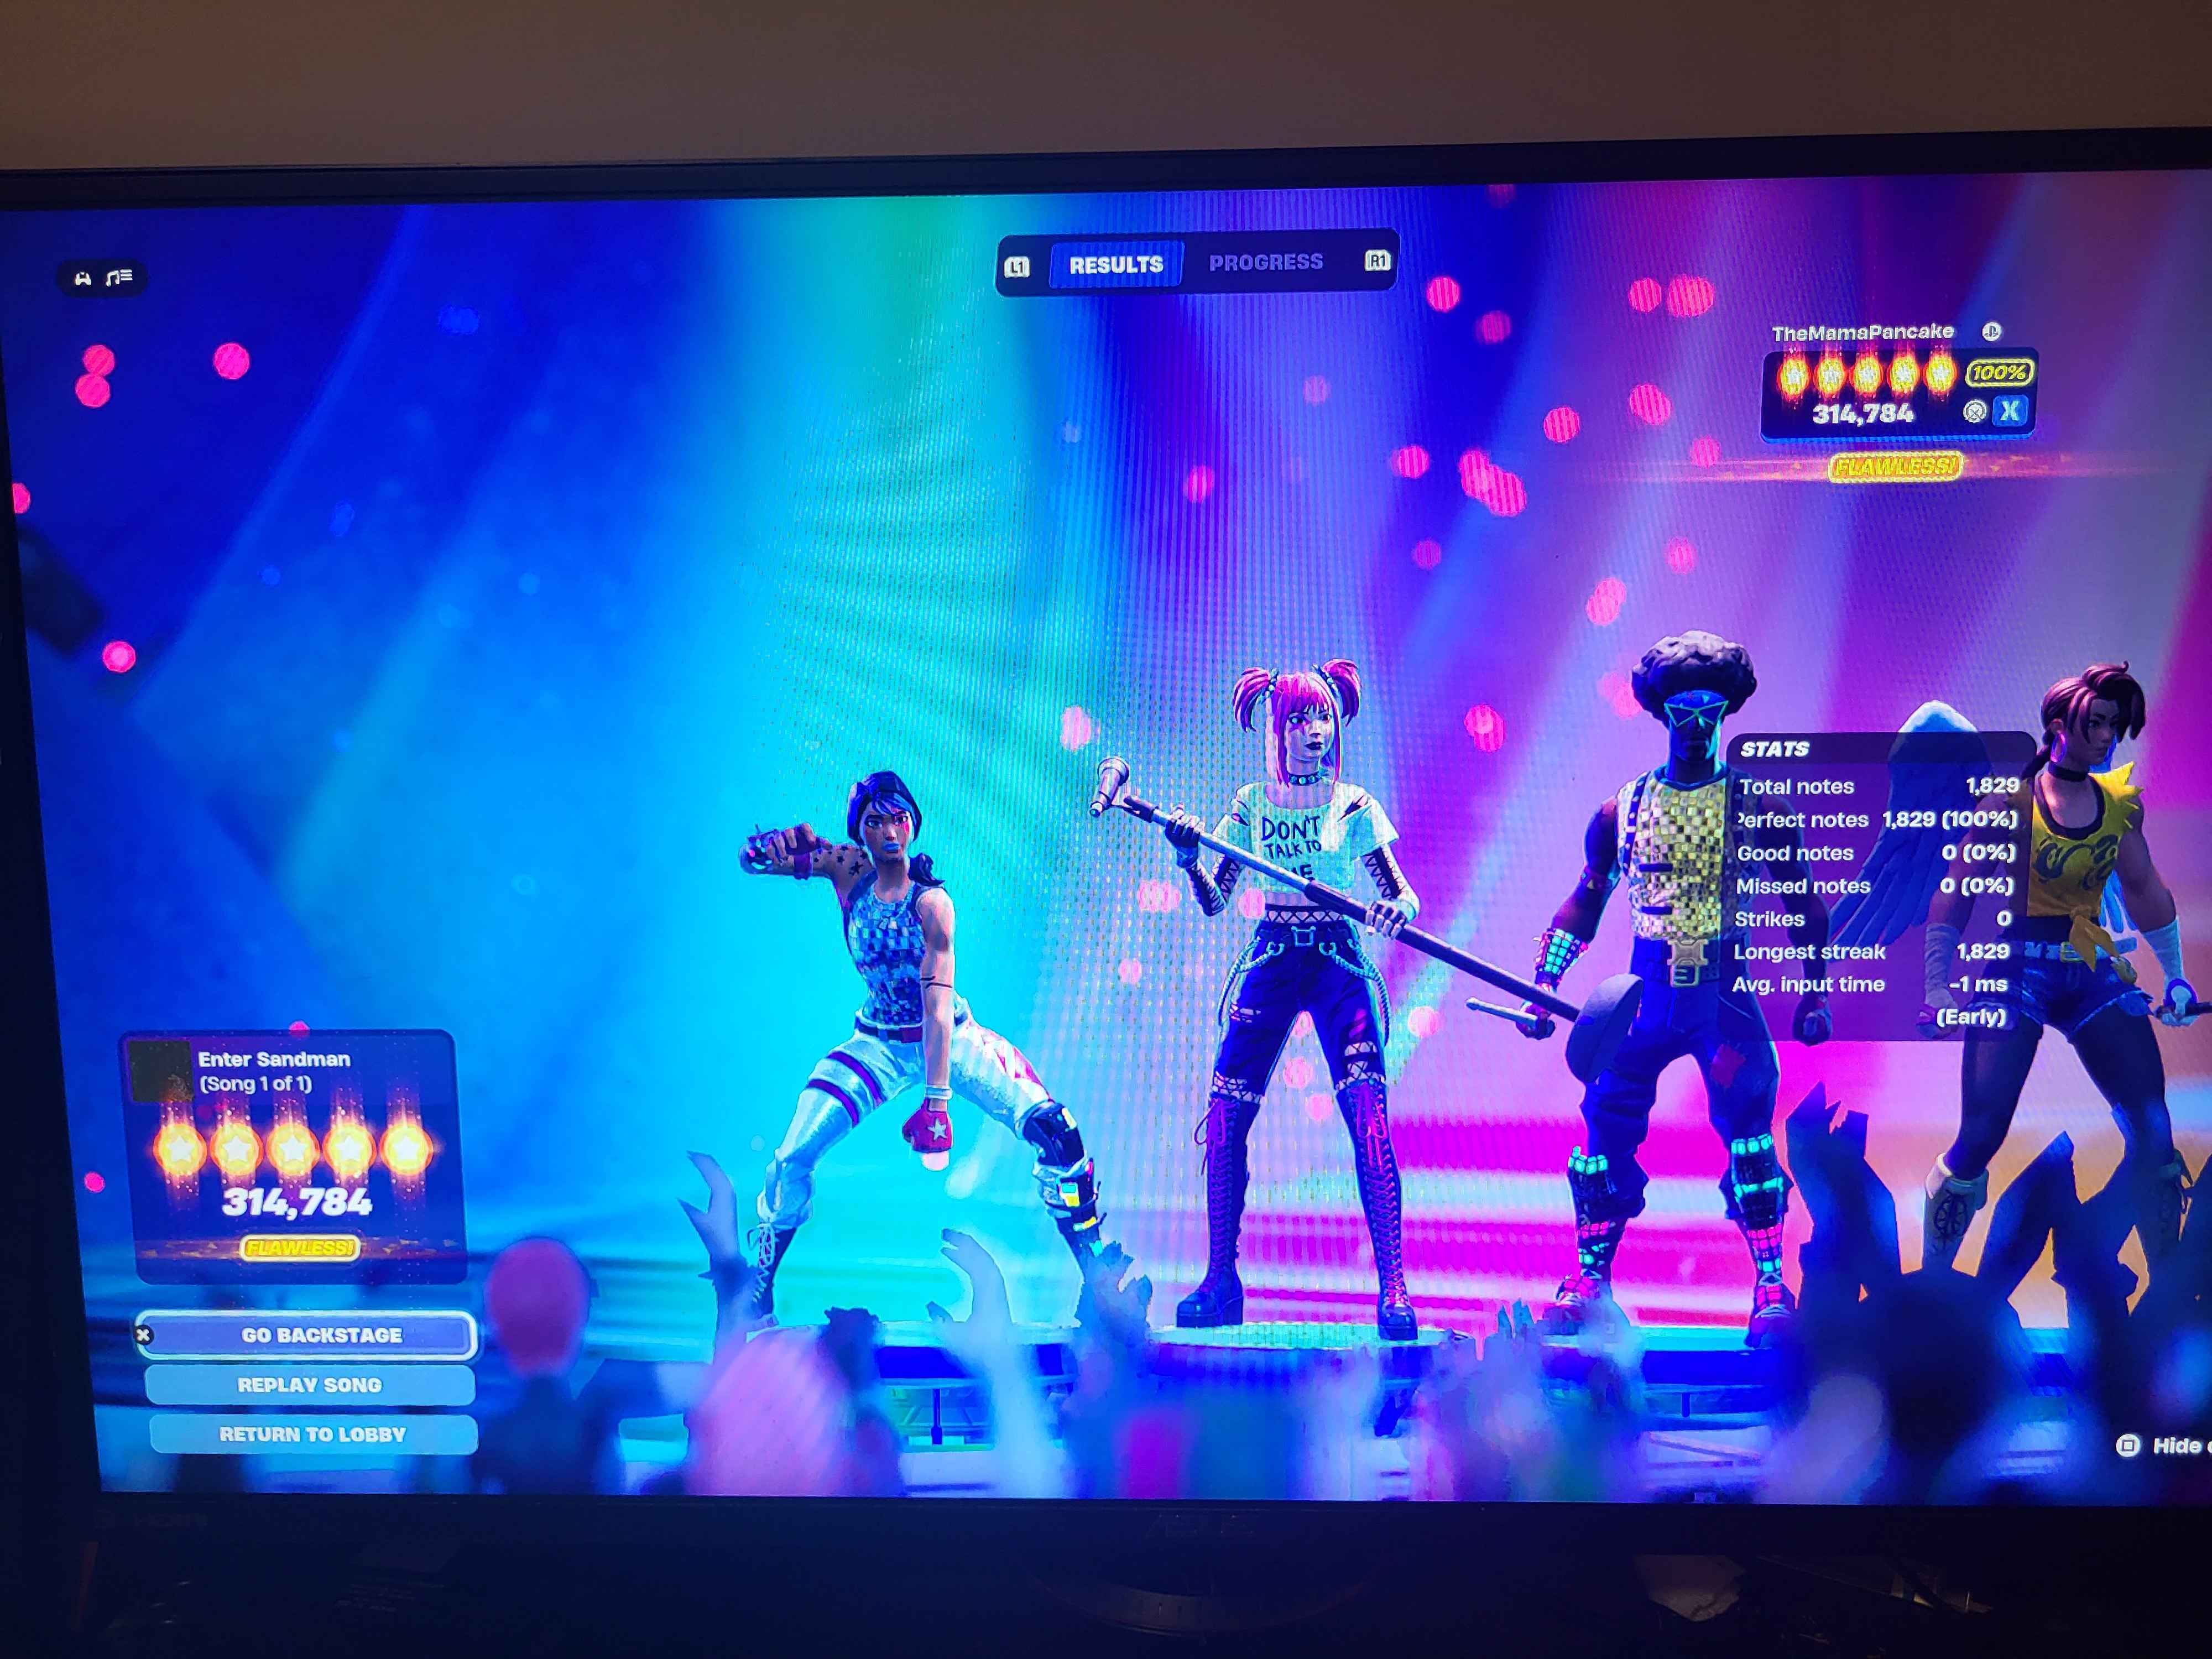 L1 RESULTS PROGRESS R1
TheMamaPancake
100%
314,784 X
FLAWLESS!
DON'T
TALK TO
STATS
Total notes 1,829
Perfect notes 1,829 (100%)
Good notes 0 (0%)
Missed notes 0 (0%)
Strikes 0
Longest streak 1,829
Avg. input time -1 ms
(Early)
Enter Sandman
(Song 1 of 1)
314,784
FLAWLESS!
GO BACKSTAGE
REPLAY SONG
RETURN TO LOBBY
Hide